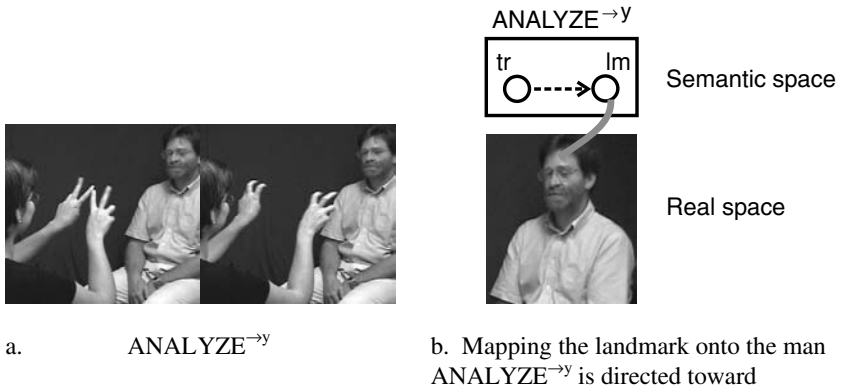 ANALYZE→y
tr lm
Semantic space
Real space
a. ANALYZE→y
b. Mapping the landmark onto the man
ANALYZE→y is directed toward